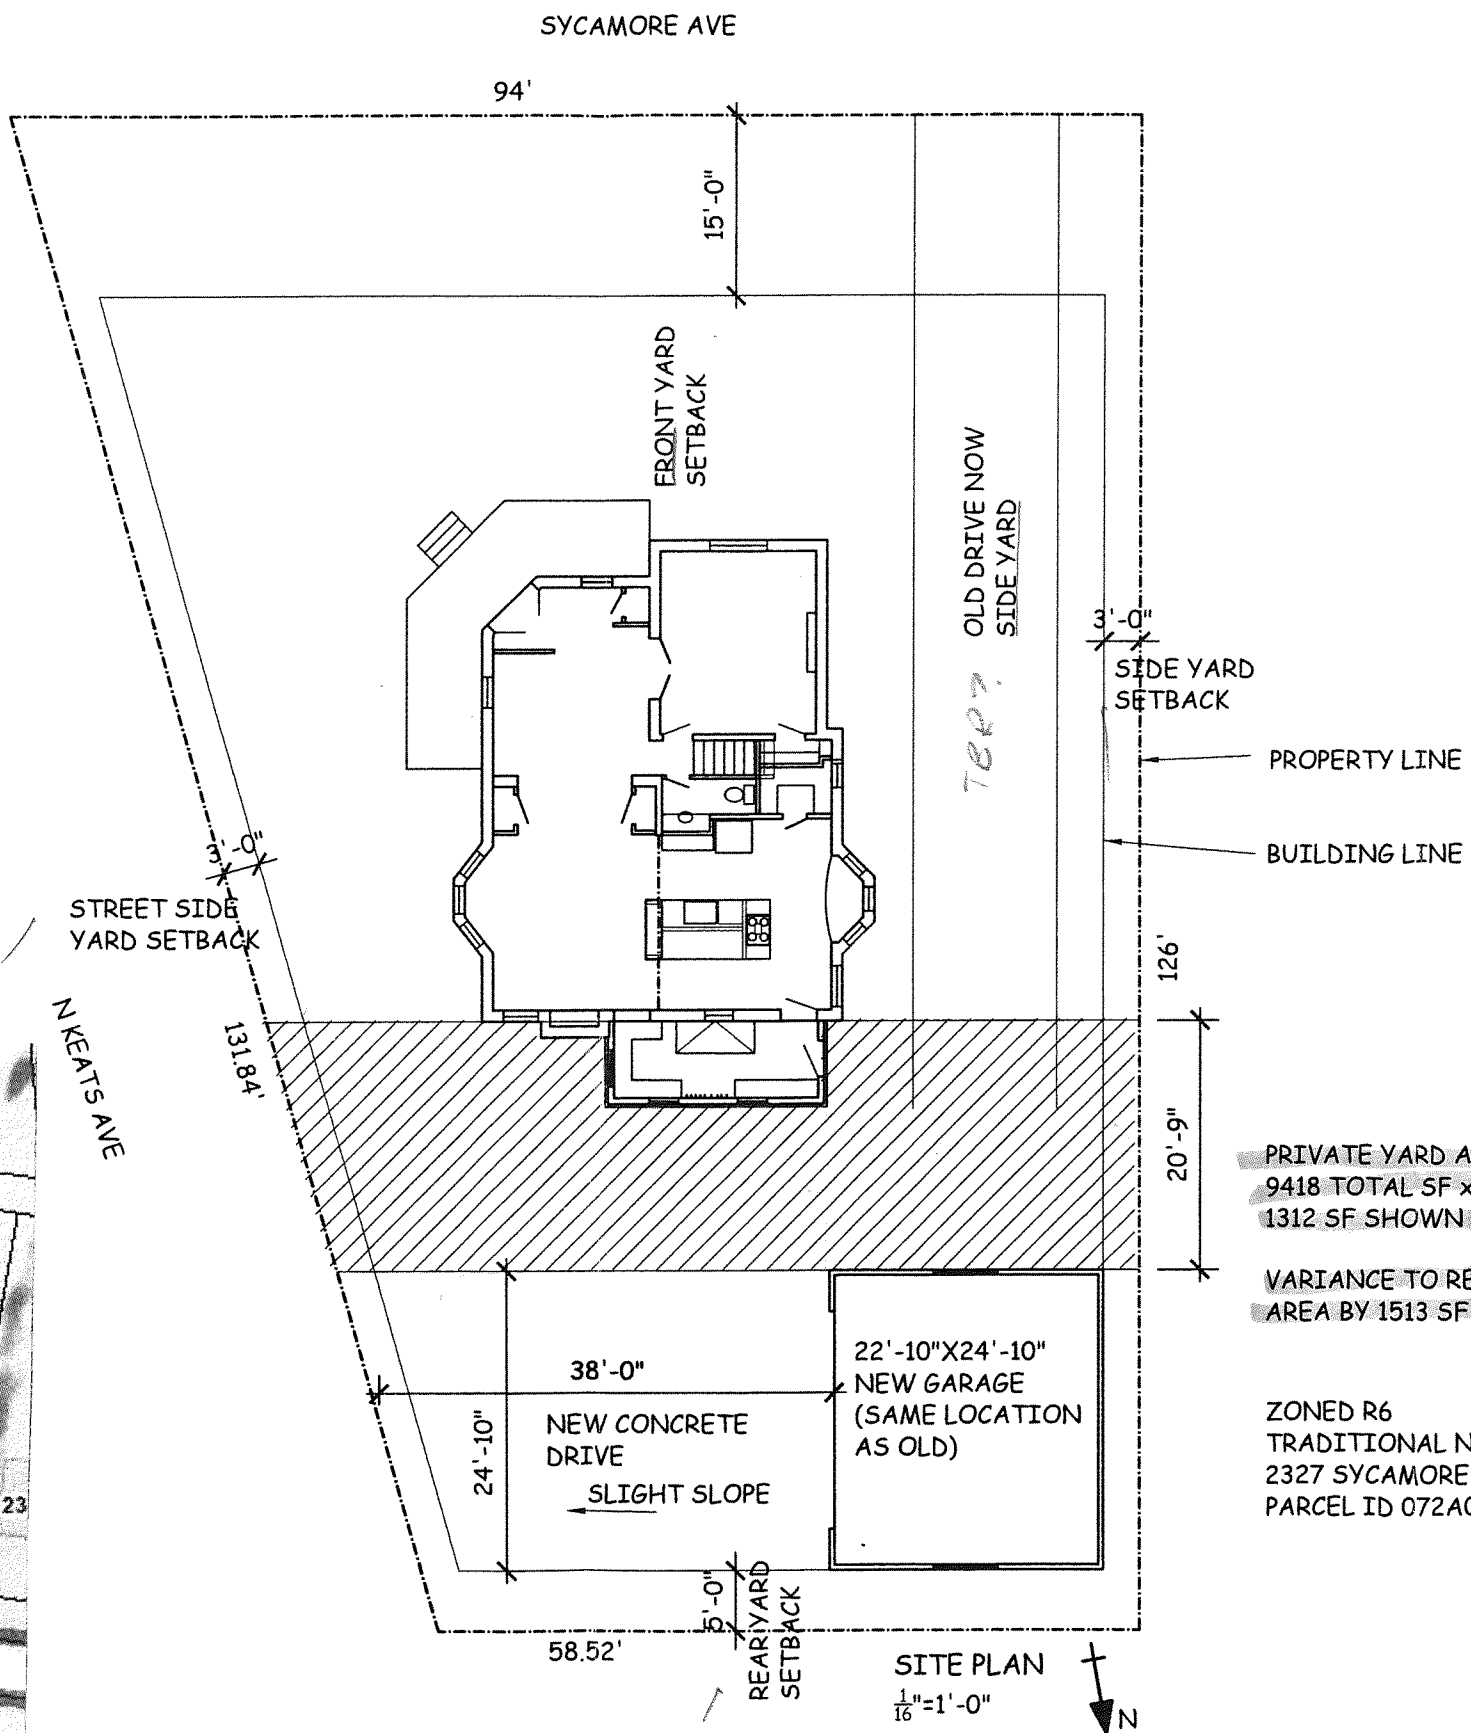 SYCAMORE AVE
94'
15'-0"
FRONT YARD
SETBACK
OLD DRIVE NOW
SIDE YARD
TBR?
3'-0"
SIDE YARD
SETBACK
PROPERTY LINE
BUILDING LINE
3'-0"
STREET SIDE
YARD SETBACK
N KEATS AVE
131.84'
126'
20'-9"
PRIVATE YARD A
9418 TOTAL SF x
1312 SF SHOWN
VARIANCE TO RE
AREA BY 1513 SF
22'-10"X24'-10"
NEW GARAGE
(SAME LOCATION
AS OLD)
38'-0"
24'-10"
NEW CONCRETE
DRIVE
SLIGHT SLOPE
ZONED R6
TRADITIONAL N
2327 SYCAMORE
PARCEL ID 072A0
23
5'-0"
REAR YARD
SETBACK
58.52'
SITE PLAN
1/16"=1'-0"
N